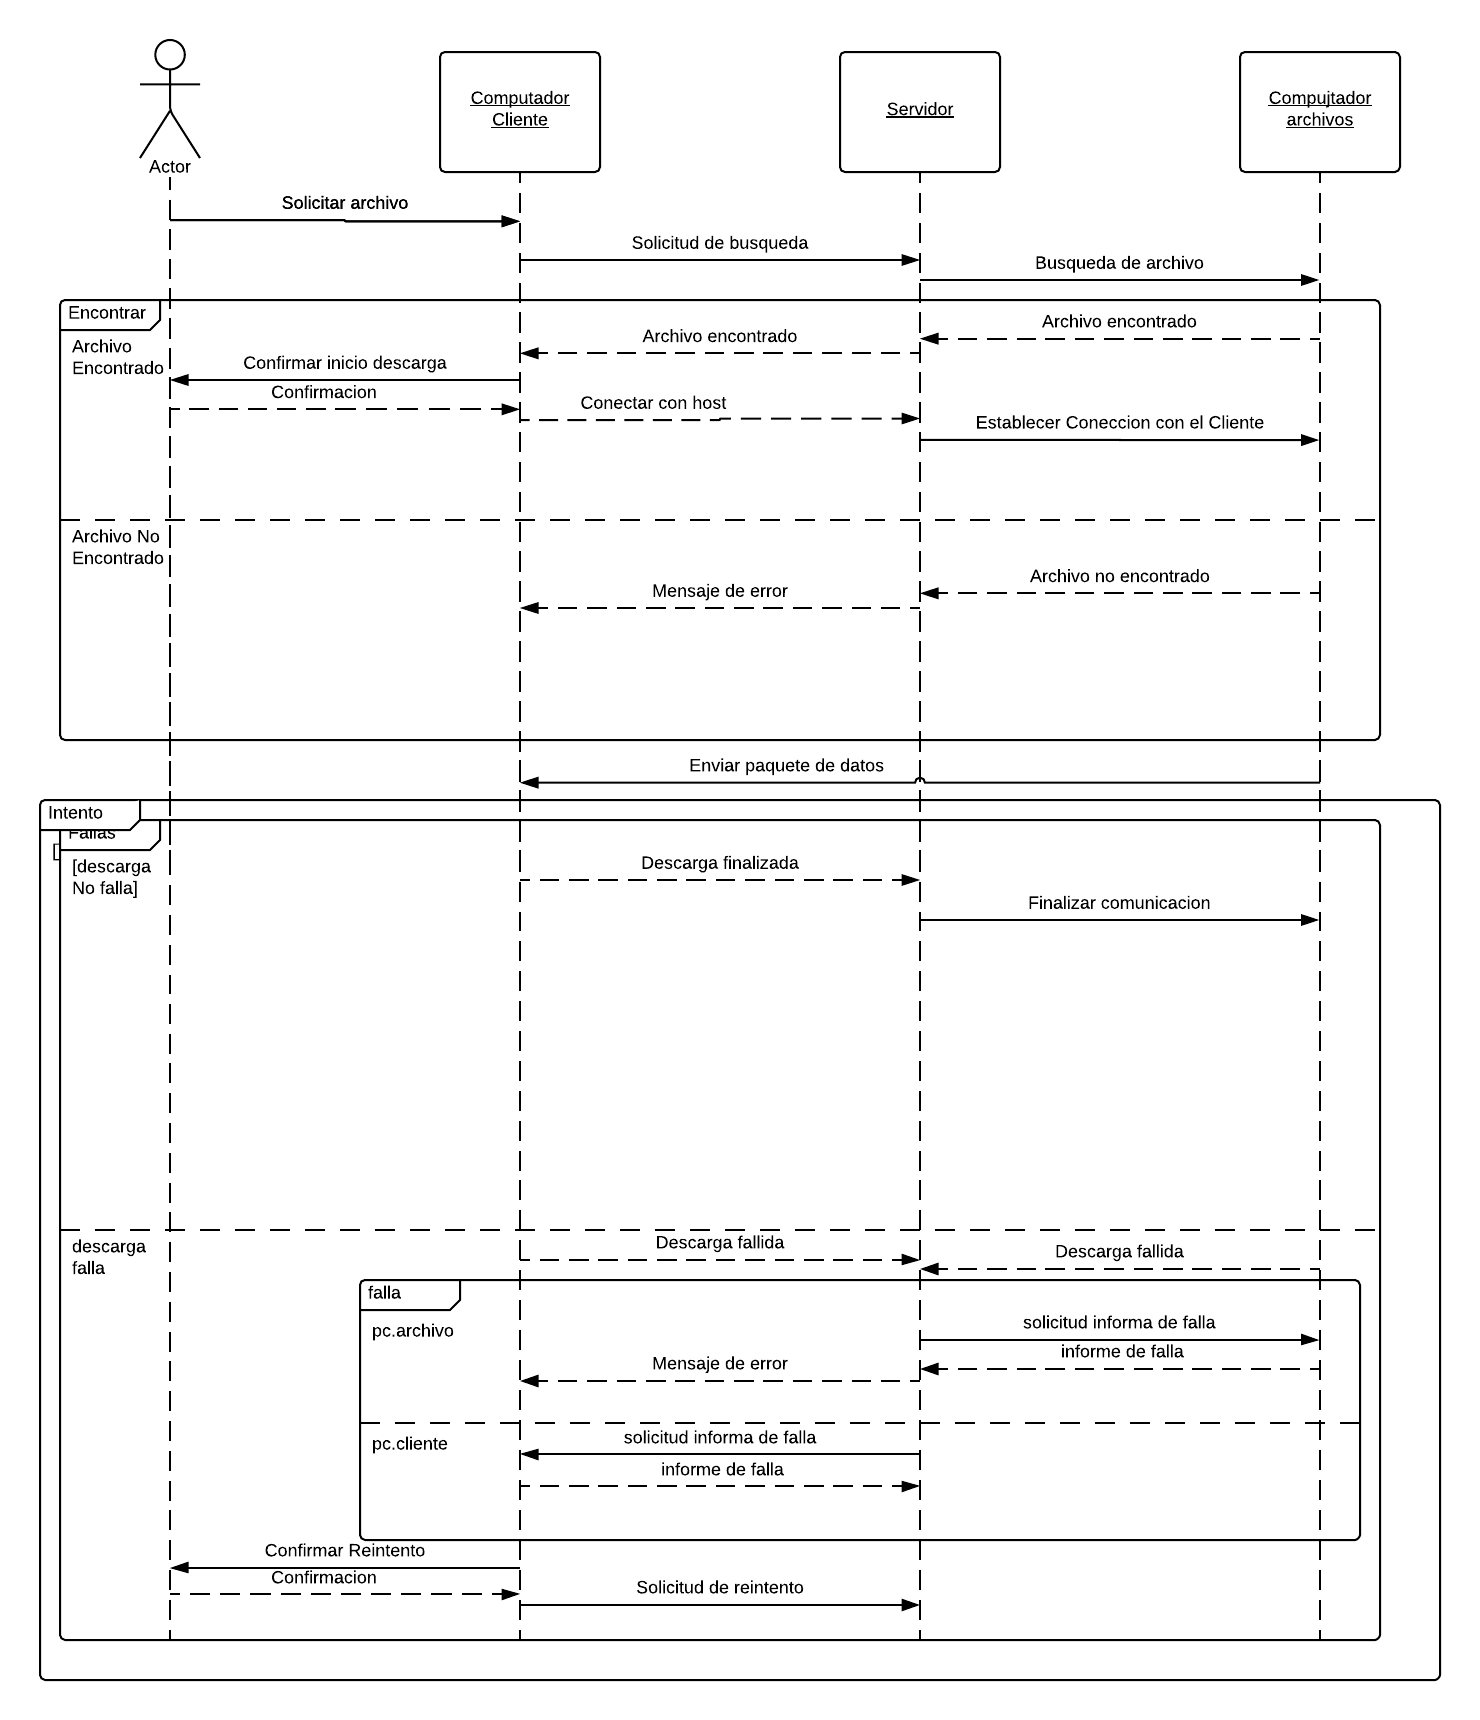 Actor
Computador
Cliente
Servidor
Compujtador
archivos
Solicitar archivo
Solicitud de busqueda
Busqueda de archivo
Encontrar
Archivo
Encontrado
Archivo encontrado
Archivo encontrado
Confirmar inicio descarga
Confirmacion
Conectar con host
Establecer Coneccion con el Cliente
Archivo No
Encontrado
Archivo no encontrado
Mensaje de error
Enviar paquete de datos
Intento
Fallas
[descarga
No falla]
Descarga finalizada
Finalizar comunicacion
descarga
falla
Descarga fallida
Descarga fallida
falla
pc.archivo
solicitud informa de falla
informe de falla
Mensaje de error
pc.cliente
solicitud informa de falla
informe de falla
Confirmar Reintento
Confirmacion
Solicitud de reintento